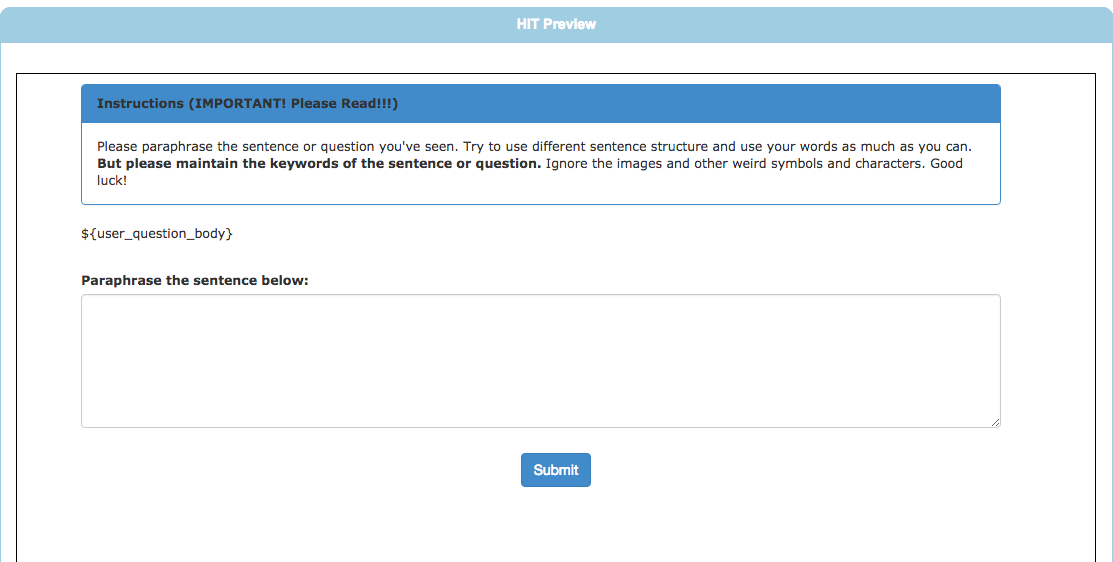 HIT Preview
Instructions (IMPORTANT! Please Read!!!)
Please paraphrase the sentence or question you've seen. Try to use different sentence structure and use your words as much as you can.
But please maintain the keywords of the sentence or question. Ignore the images and other weird symbols and characters. Good
luck!
${user_question_body}
Paraphrase the sentence below:
Submit